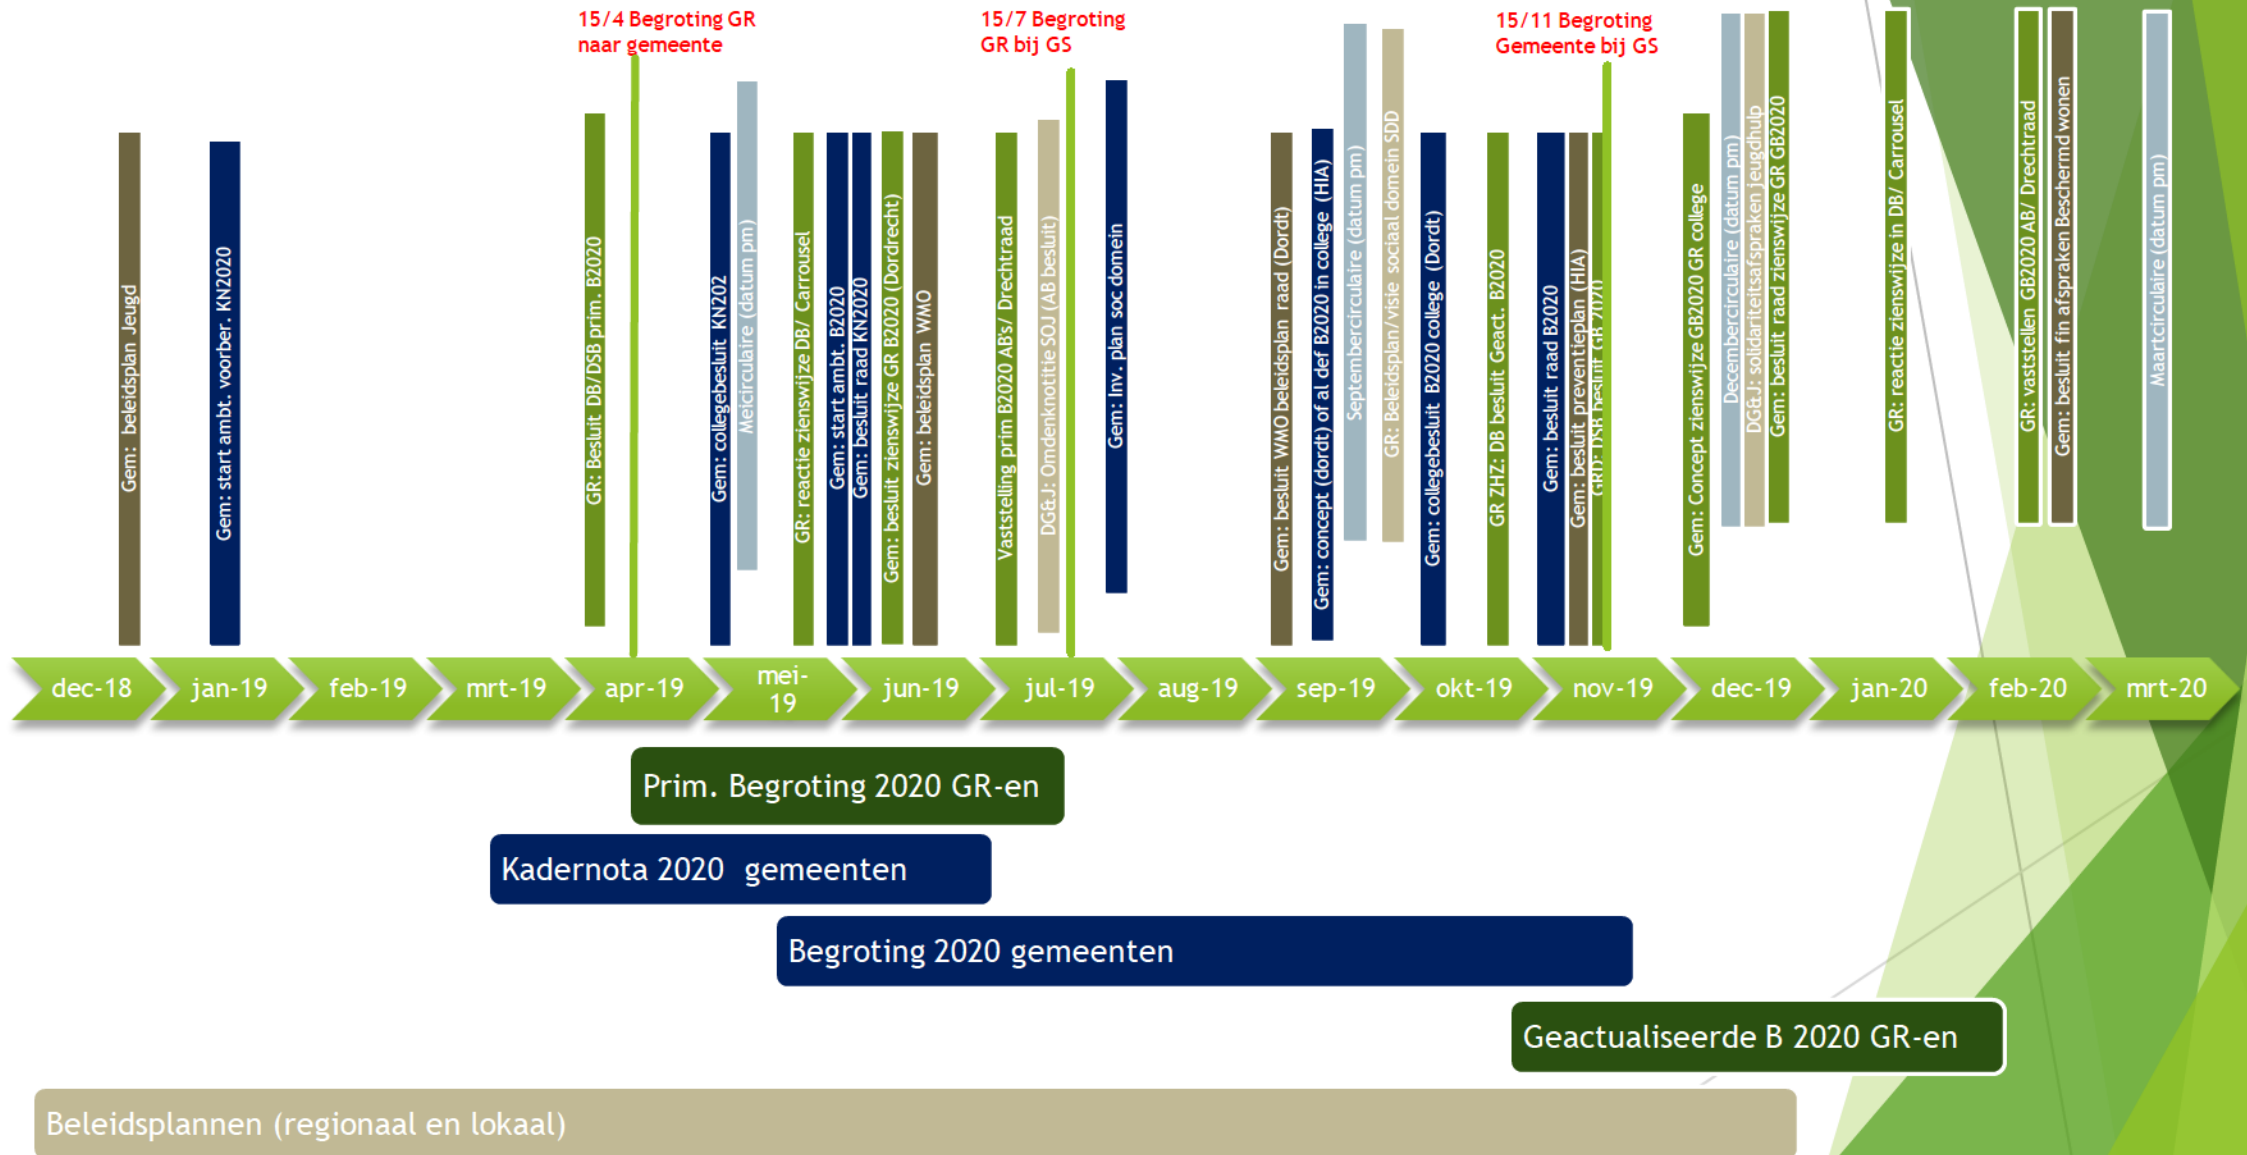 15/4 Begroting GR
naar gemeente
15/7 Begroting
GR bij GS
15/11 Begroting
Gemeente bij GS
Gem: beleidsplan Jeugd
Gem: start ambt. voorber. KN2020
GR: Besluit DB/DSB prim. B2020
Gem: collegebesluit KN202
Meicirculaire (datum pm)
GR: reactie zienswijze DB/ Carrousel
Gem: start ambt. B2020
Gem: besluit raad KN2020
Gem: besluit zienswijze GR B2020 (Dordrecht)
Gem: beleidsplan WMO
Vaststelling prim B2020 AB's/ Drechtraad
DG&J: Omdenknotitie SOJ (AB besluit)
Gem: Inv. plan soc domein
Gem: besluit WMO beleidsplan raad (Dordt)
Gem: concept (dordt) of al def B2020 in college (HIA)
Septembercirculaire (datum pm)
GR: Beleidsplan/visie sociaal domein SDD
Gem: collegebesluit B2020 college (Dordt)
GR ZHZ: DB besluit Geact. B2020
Gem: besluit raad B2020
Gem: besluit preventieplan (HIA)
GRD: DSB besluit GB 2020
Gem: Concept zienswijze GB2020 GR college
Decembercirculaire (datum pm)
DG&J: solidariteitsafspraken jeugdhulp
Gem: besluit raad zienswijze GR GB2020
GR: reactie zienswijze in DB/ Carrousel
GR: vaststellen GB2020 AB/ Drechtraad
Gem: besluit fin afspraken Beschermd wonen
Maartcirculaire (datum pm)
dec-18
jan-19
feb-19
mrt-19
apr-19
mei-
19
jun-19
jul-19
aug-19
sep-19
okt-19
nov-19
dec-19
jan-20
feb-20
mrt-20
Prim. Begroting 2020 GR-en
Kadernota 2020 gemeenten
Begroting 2020 gemeenten
Geactualiseerde B 2020 GR-en
Beleidsplannen (regionaal en lokaal)